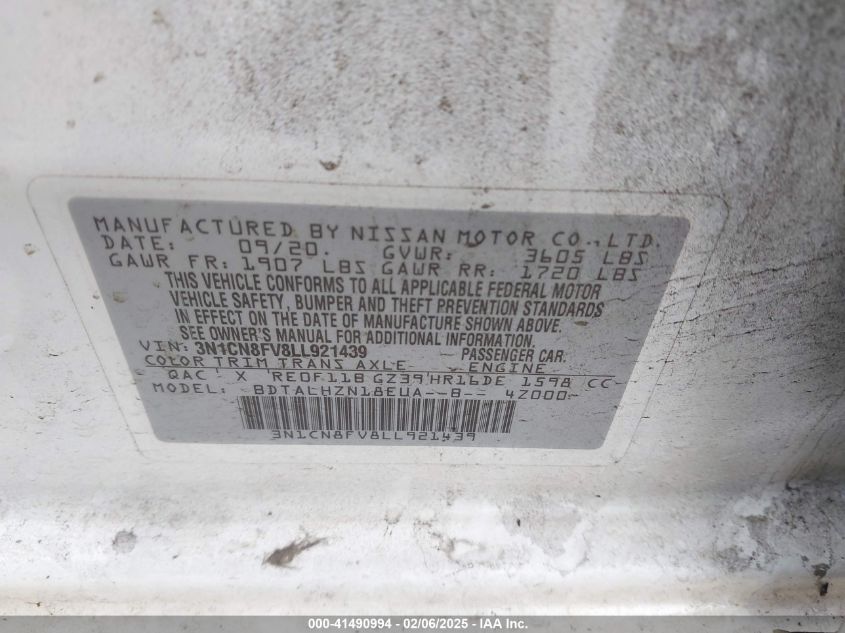 MANUFACTURED BY NISSAN MOTOR CO., LTD.
DATE: 09/20. GVWR: 3605 LBS
GAWR FR: 1907 LBS GAWR RR: 1720 LBS
THIS VEHICLE CONFORMS TO ALL APPLICABLE FEDERAL MOTOR
VEHICLE SAFETY, BUMPER AND THEFT PREVENTION STANDARDS
IN EFFECT ON THE DATE OF MANUFACTURE SHOWN ABOVE.
SEE OWNER'S MANUAL FOR ADDITIONAL INFORMATION.
VIN: 3N1CN8FV8LL921439 PASSENGER CAR.
COLOR TRIM TRANS AXLE ENGINE
QAC X RE0F11B GZ39 HR16DE 1598 CC
MODEL: BDTALHZN18EUA--B-- 4Z000-
3N1CN8FV8LL921439
000-41490994 — 02/06/2025 — IAA Inc.